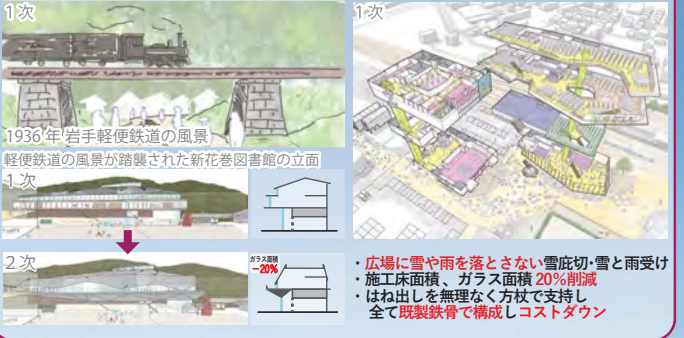 1次
1936年 岩手軽便鉄道の風景
軽便鉄道の風景が踏襲された新花巻図書館の立面
1次
2次
ガラス面積
-20%
1次
・広場に雪や雨を落とさない雪庇切・雪と雨受け
・施工床面積、ガラス面積20%削減
・はね出しを無理なく方杖で支持し
全て既製鉄骨で構成しコストダウン